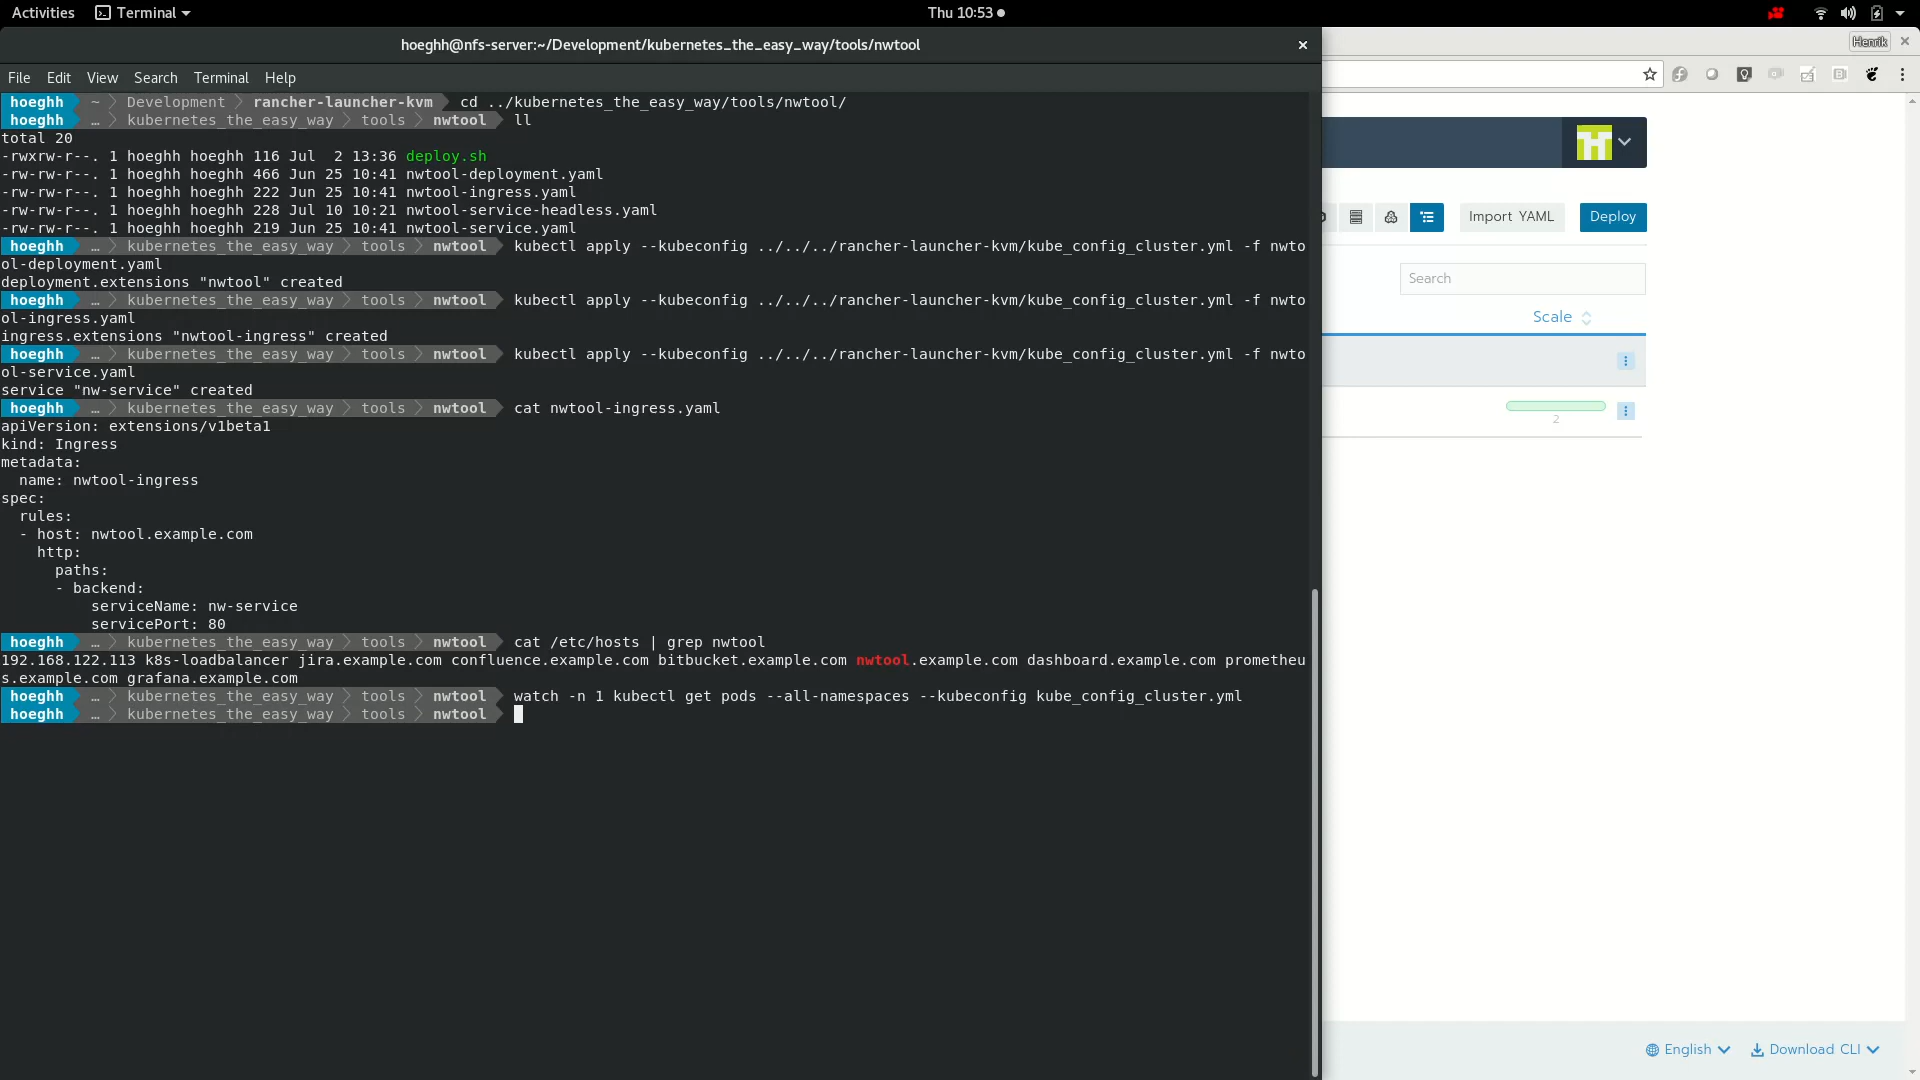 Activities Terminal Thu 10:53
hoeghh@nfs-server:~/Development/kubernetes_the_easy_way/tools/nwtool
Henrik
File Edit View Search Terminal Help
hoeghh ~ Development rancher-launcher-kvm cd ../kubernetes_the_easy_way/tools/nwtool/
hoeghh … kubernetes_the_easy_way tools nwtool ll
total 20
-rwxrw-r--. 1 hoeghh hoeghh 116 Jul  2 13:36 deploy.sh
-rw-rw-r--. 1 hoeghh hoeghh 466 Jun 25 10:41 nwtool-deployment.yaml
-rw-rw-r--. 1 hoeghh hoeghh 222 Jun 25 10:41 nwtool-ingress.yaml
-rw-rw-r--. 1 hoeghh hoeghh 228 Jul 10 10:21 nwtool-service-headless.yaml
-rw-rw-r--. 1 hoeghh hoeghh 219 Jun 25 10:41 nwtool-service.yaml
hoeghh … kubernetes_the_easy_way tools nwtool kubectl apply --kubeconfig ../../../rancher-launcher-kvm/kube_config_cluster.yml -f nwto
ol-deployment.yaml
deployment.extensions "nwtool" created
hoeghh … kubernetes_the_easy_way tools nwtool kubectl apply --kubeconfig ../../../rancher-launcher-kvm/kube_config_cluster.yml -f nwto
ol-ingress.yaml
ingress.extensions "nwtool-ingress" created
hoeghh … kubernetes_the_easy_way tools nwtool kubectl apply --kubeconfig ../../../rancher-launcher-kvm/kube_config_cluster.yml -f nwto
ol-service.yaml
service "nw-service" created
hoeghh … kubernetes_the_easy_way tools nwtool cat nwtool-ingress.yaml
apiVersion: extensions/v1beta1
kind: Ingress
metadata:
  name: nwtool-ingress
spec:
  rules:
  - host: nwtool.example.com
    http:
      paths:
      - backend:
          serviceName: nw-service
          servicePort: 80
hoeghh … kubernetes_the_easy_way tools nwtool cat /etc/hosts | grep nwtool
192.168.122.113 k8s-loadbalancer jira.example.com confluence.example.com bitbucket.example.com nwtool.example.com dashboard.example.com prometheu
s.example.com grafana.example.com
hoeghh … kubernetes_the_easy_way tools nwtool watch -n 1 kubectl get pods --all-namespaces --kubeconfig kube_config_cluster.yml
hoeghh … kubernetes_the_easy_way tools nwtool
Import YAML Deploy
Search
Scale
2
English Download CLI